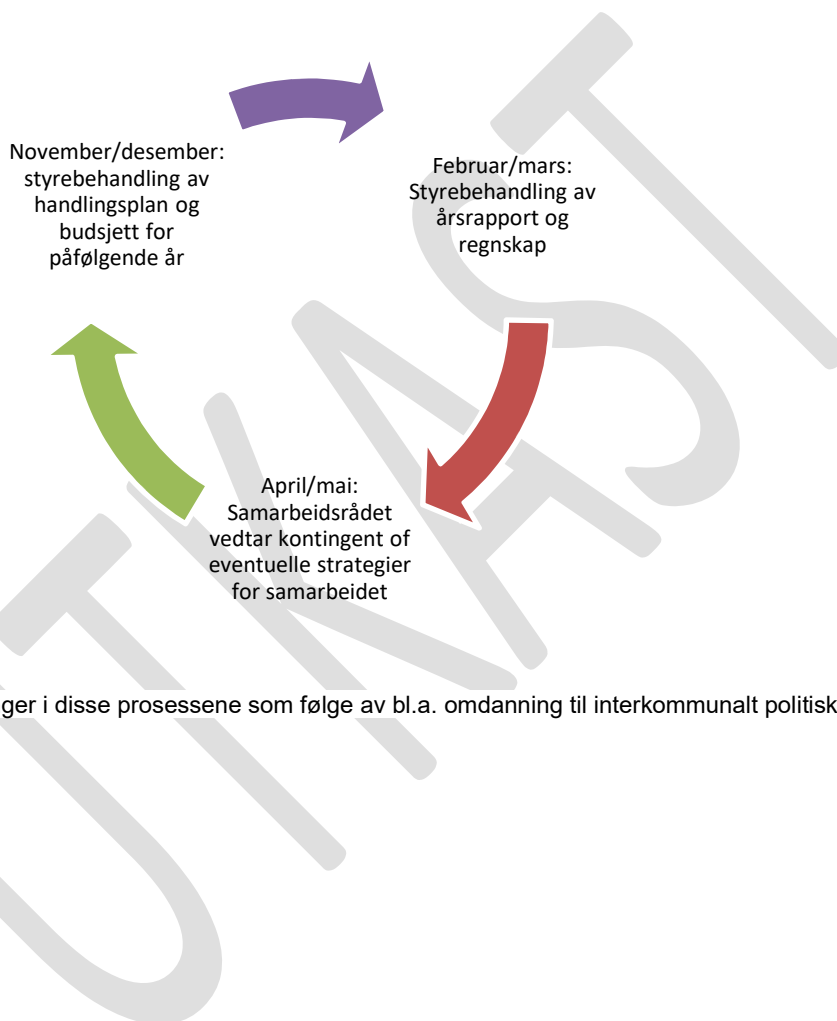 November/desember:
styrebehandling av
handlingsplan og
budsjett for
påfølgende år
Februar/mars:
Styrebehandling av
årsrapport og
regnskap
April/mai:
Samarbeidsrådet
vedtar kontingent of
eventuelle strategier
for samarbeidet
ger i disse prosessene som følge av bl.a. omdanning til interkommunalt politisk
UTKAST